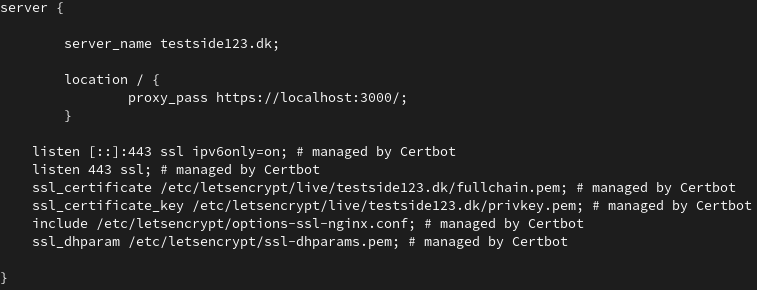 server {
server_name testside123.dk;
location / {
proxy_pass https://localhost:3000/;
}
listen [::]:443 ssl ipv6only=on; # managed by Certbot
listen 443 ssl; # managed by Certbot
ssl_certificate /etc/letsencrypt/live/testside123.dk/fullchain.pem; # managed by Certbot
ssl_certificate_key /etc/letsencrypt/live/testside123.dk/privkey.pem; # managed by Certbot
include /etc/letsencrypt/options-ssl-nginx.conf; # managed by Certbot
ssl_dhparam /etc/letsencrypt/ssl-dhparams.pem; # managed by Certbot
}